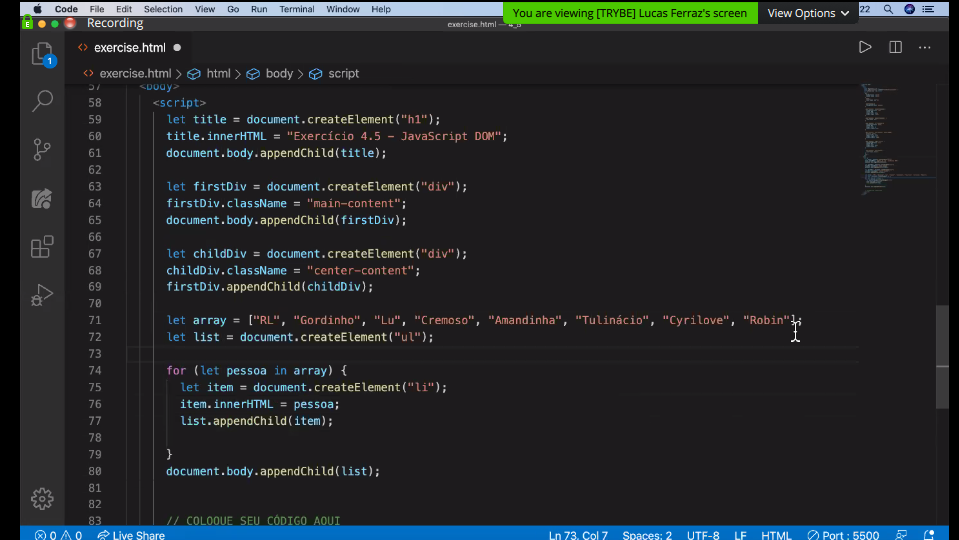 Code File Edit Selection View Go Run Terminal Window Help
You are viewing [TRYBE] Lucas Ferraz's screen
View Options
22
E
Recording
exercise.html —
exercise.html
1
exercise.html > html > body > script
57 <body>
58 <script>
59 let title = document.createElement("h1");
60 title.innerHTML = "Exercício 4.5 - JavaScript DOM";
61 document.body.appendChild(title);
62
63 let firstDiv = document.createElement("div");
64 firstDiv.className = "main-content";
65 document.body.appendChild(firstDiv);
66
67 let childDiv = document.createElement("div");
68 childDiv.className = "center-content";
69 firstDiv.appendChild(childDiv);
70
71 let array = ["RL", "Gordinho", "Lu", "Cremoso", "Amandinha", "Tulinácio", "Cyrilove", "Robin"];
72 let list = document.createElement("ul");
73
74 for (let pessoa in array) {
75 let item = document.createElement("li");
76 item.innerHTML = pessoa;
77 list.appendChild(item);
78
79 }
80 document.body.appendChild(list);
81
82
83 // COLOQUE SEU CÓDIGO AQUI
0 0 Live Share Ln 73, Col 7 Spaces: 2 UTF-8 LF HTML Port : 5500